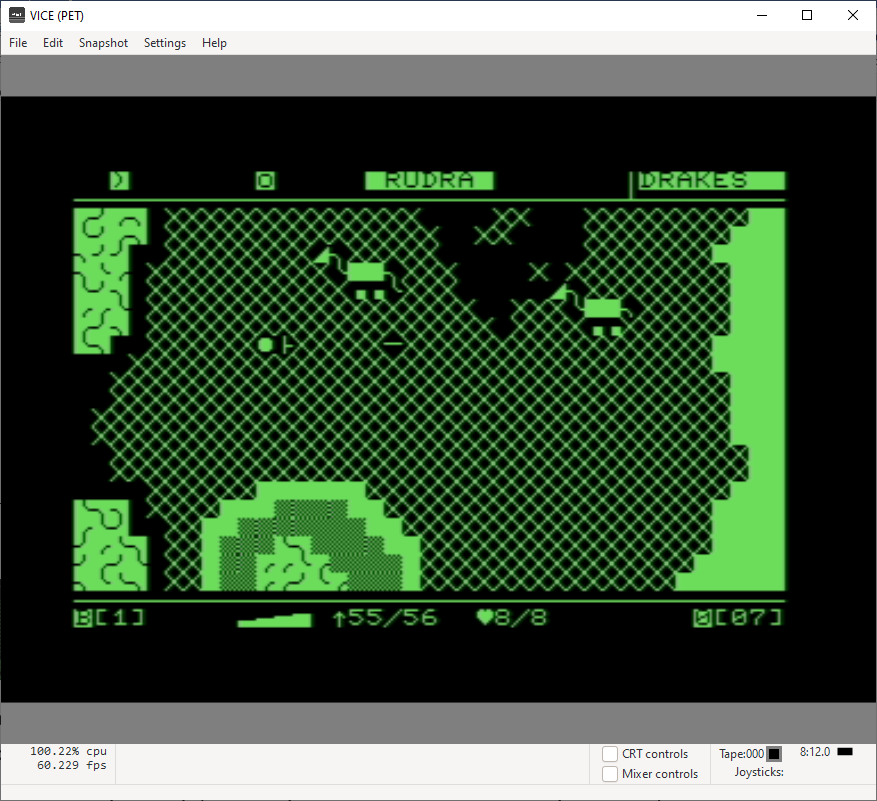 VICE (PET)
File Edit Snapshot Settings Help
) O RUDRA DRAKES
B[1] ↑55/56 ♥8/8 0[07]
100.22% cpu
60.229 fps
CRT controls
Mixer controls
Tape:000
Joysticks:
8:12.0